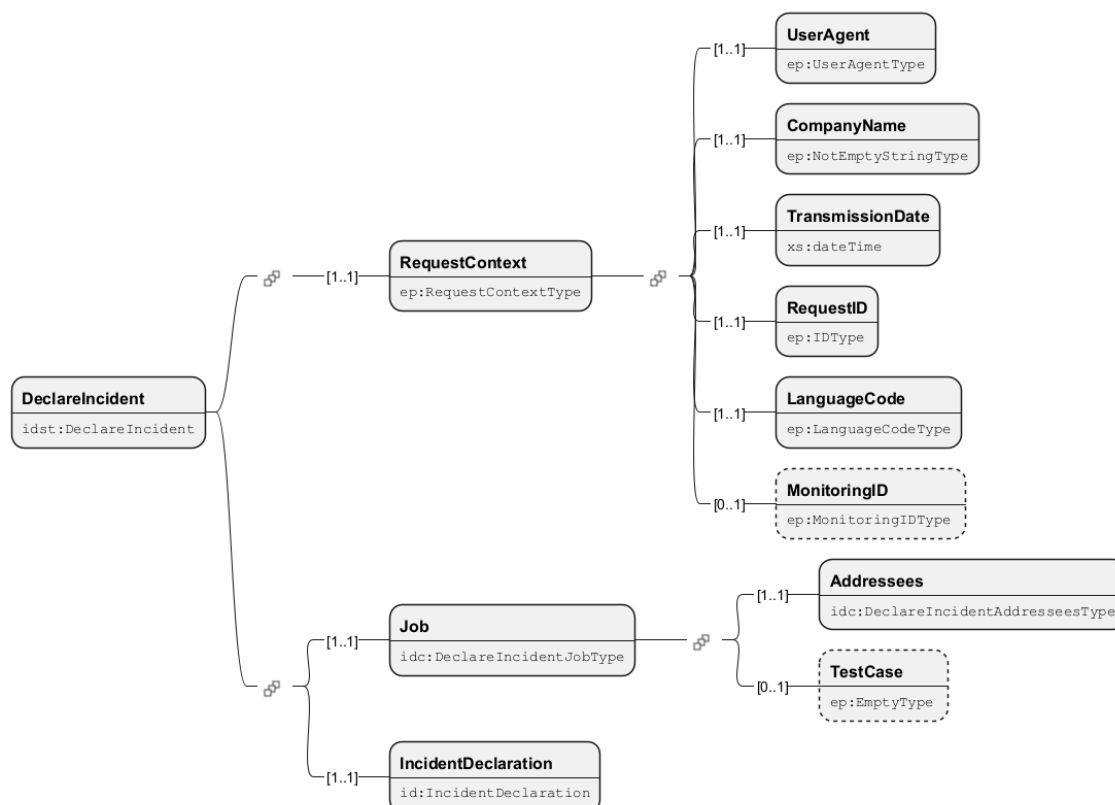 UserAgent
[1..1]
ep:UserAgentType
CompanyName
[1..1]
ep:NotEmptyStringType
TransmissionDate
[1..1]
xs:dateTime
RequestContext
[1..1]
ep:RequestContextType
RequestID
[1..1]
ep:IDType
DeclareIncident
idst:DeclareIncident
LanguageCode
[1..1]
ep:LanguageCodeType
MonitoringID
[0..1]
ep:MonitoringIDType
Addressees
[1..1]
idc:DeclareIncidentAddresseesType
Job
[1..1]
idc:DeclareIncidentJobType
TestCase
[0..1]
ep:EmptyType
IncidentDeclaration
[1..1]
id:IncidentDeclaration